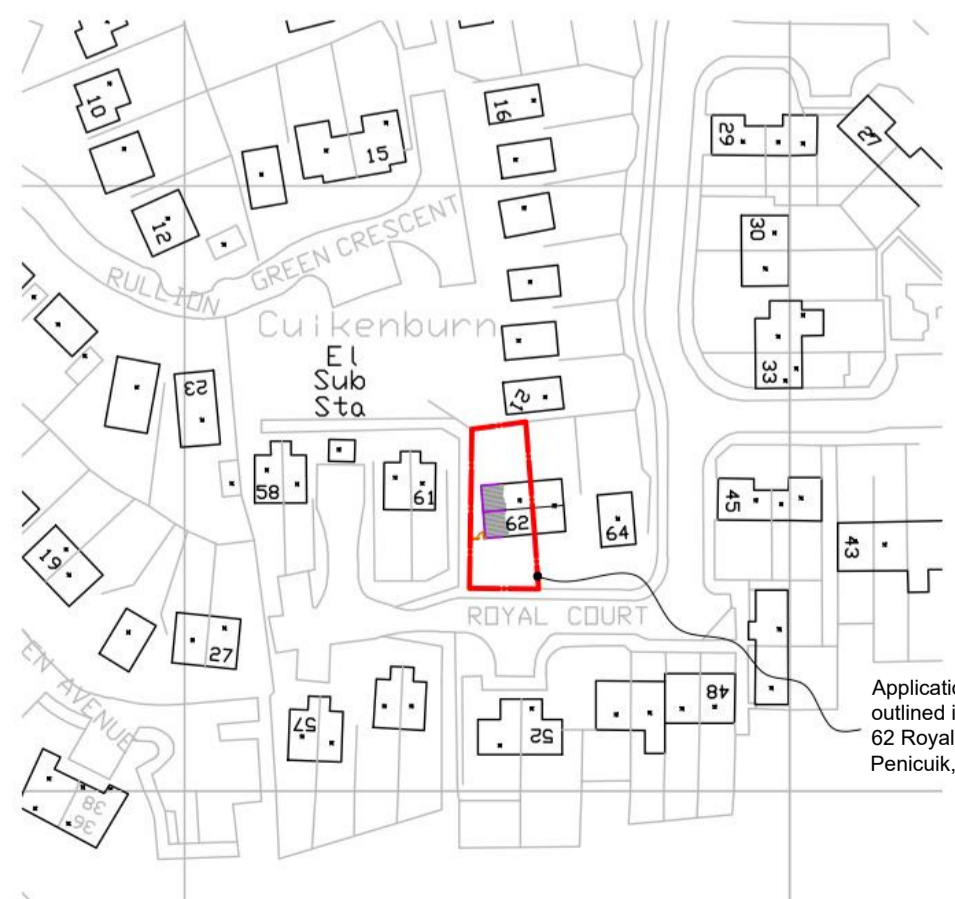 10
15
16
29
27
12
30
GREEN CRESCENT
RULLION
Cuikenburn
33
El
Sub
Sta
23
21
58
61
62
64
45
43
19
ROYAL COURT
27
EN AVENUE
48
57
52
Applicatio
outlined i
62 Royal
Penicuik,
38
36